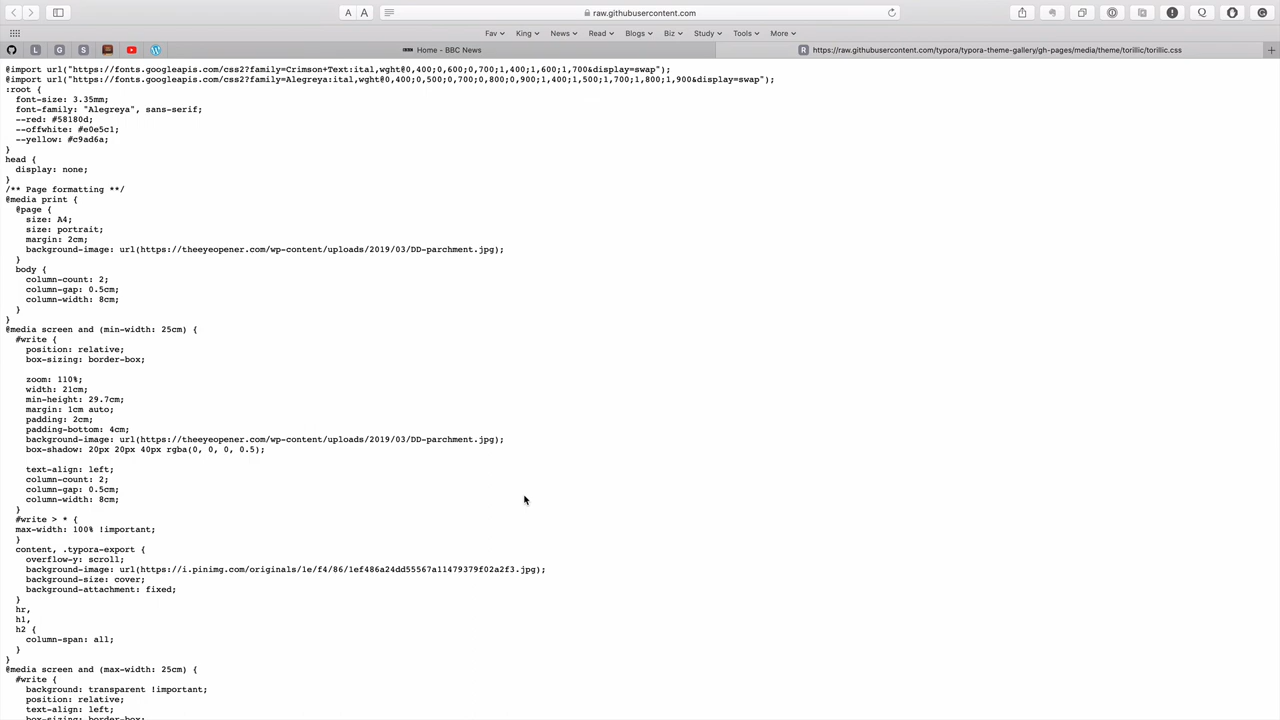 A A raw.githubusercontent.com
Fav King News Read Blogs Biz Study Tools More
L G S Home - BBC News R https://raw.githubusercontent.com/typora/typora-theme-gallery/gh-pages/media/theme/torillic/torillic.css
@import url("https://fonts.googleapis.com/css2?family=Crimson+Text:ital,wght@0,400;0,600;0,700;1,400;1,600;1,700&display=swap");
@import url("https://fonts.googleapis.com/css2?family=Alegreya:ital,wght@0,400;0,500;0,700;0,800;0,900;1,400;1,500;1,700;1,800;1,900&display=swap");
:root {
  font-size: 3.35mm;
  font-family: "Alegreya", sans-serif;
  --red: #58180d;
  --offwhite: #e0e5c1;
  --yellow: #c9ad6a;
}
head {
  display: none;
}
/** Page formatting **/
@media print {
  @page {
    size: A4;
    size: portrait;
    margin: 2cm;
    background-image: url(https://theeyeopener.com/wp-content/uploads/2019/03/DD-parchment.jpg);
  }
  body {
    column-count: 2;
    column-gap: 0.5cm;
    column-width: 8cm;
  }
}
@media screen and (min-width: 25cm) {
  #write {
    position: relative;
    box-sizing: border-box;

    zoom: 110%;
    width: 21cm;
    min-height: 29.7cm;
    margin: 1cm auto;
    padding: 2cm;
    padding-bottom: 4cm;
    background-image: url(https://theeyeopener.com/wp-content/uploads/2019/03/DD-parchment.jpg);
    box-shadow: 20px 20px 40px rgba(0, 0, 0, 0.5);

    text-align: left;
    column-count: 2;
    column-gap: 0.5cm;
    column-width: 8cm;
  }
  #write > * {
  max-width: 100% !important;
  }
  content, .typora-export {
    overflow-y: scroll;
    background-image: url(https://i.pinimg.com/originals/1e/f4/86/1ef486a24dd55567a11479379f02a2f3.jpg);
    background-size: cover;
    background-attachment: fixed;
  }
  hr,
  h1,
  h2 {
    column-span: all;
  }
}
@media screen and (max-width: 25cm) {
  #write {
    background: transparent !important;
    position: relative;
    text-align: left;
    box-sizing: border-box;